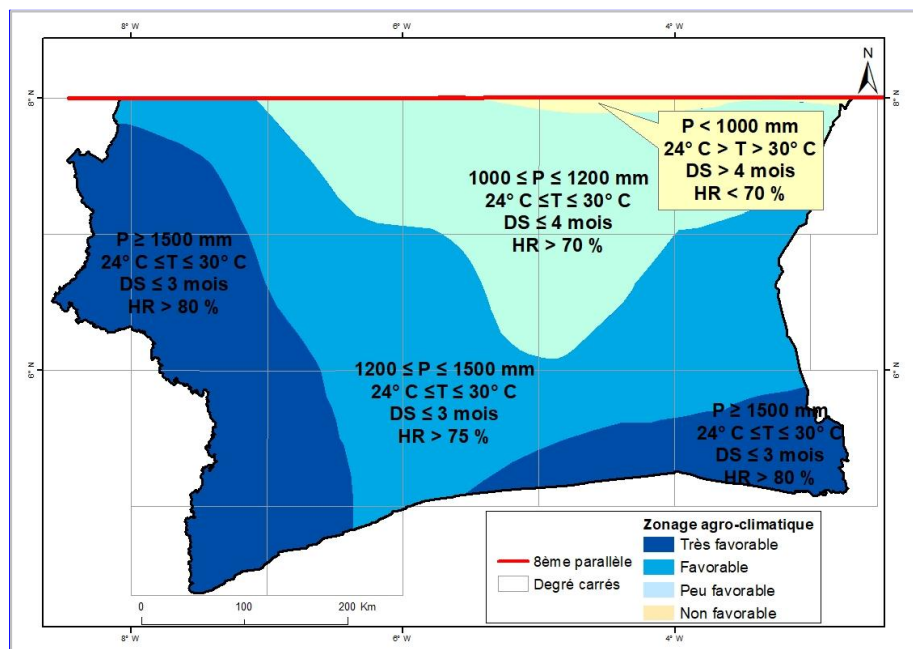 8° W
6° W
4° W
N
8° N
8° N
P < 1000 mm
24° C > T > 30° C
DS > 4 mois
HR < 70 %
1000 ≤ P ≤ 1200 mm
24° C ≤T ≤ 30° C
DS ≤ 4 mois
HR > 70 %
P ≥ 1500 mm
24° C ≤T ≤ 30° C
DS ≤ 3 mois
HR > 80 %
6° N
6° N
1200 ≤ P ≤ 1500 mm
24° C ≤T ≤ 30° C
DS ≤ 3 mois
HR > 75 %
P ≥ 1500 mm
24° C ≤T ≤ 30° C
DS ≤ 3 mois
HR > 80 %
8ème parallèle
Degré carrés
Zonage agro-climatique
Très favorable
Favorable
Peu favorable
Non favorable
0 100 200 Km
8° W
6° W
4° W